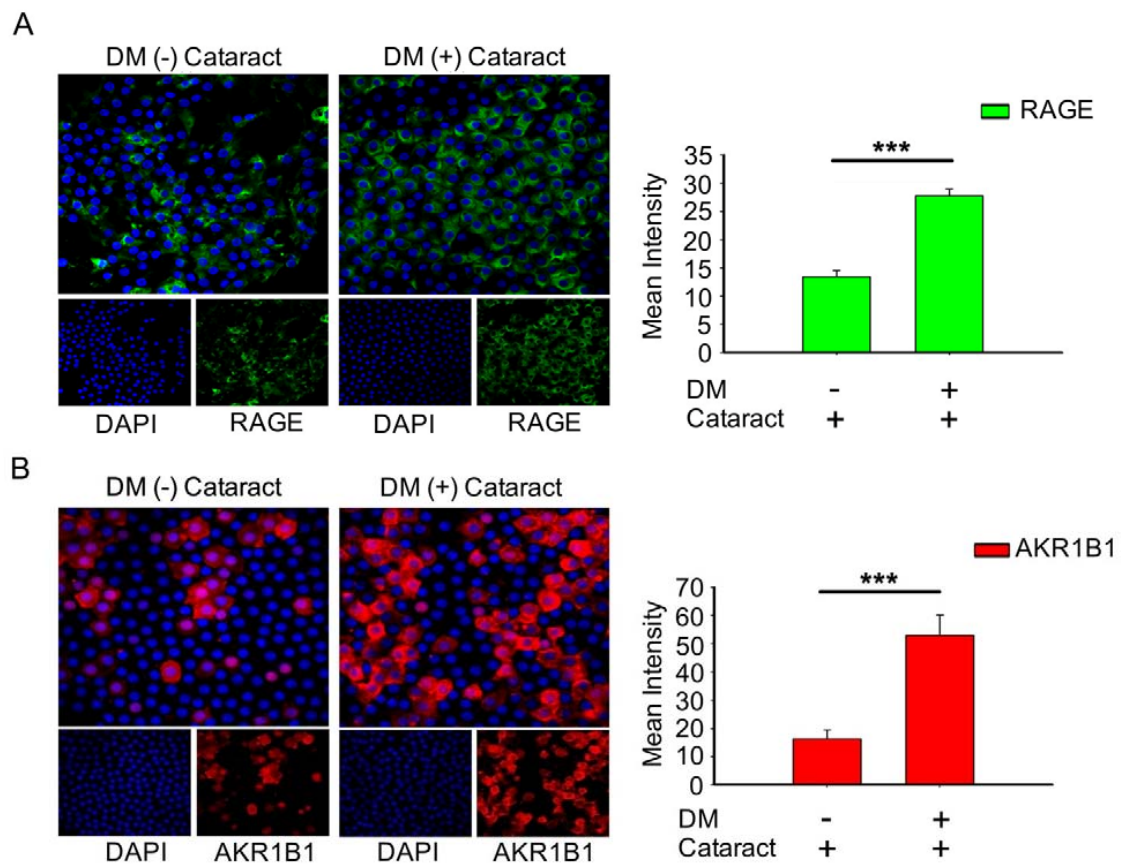 A
DM (-) Cataract
DM (+) Cataract
DAPI
RAGE
DAPI
RAGE
RAGE
***
Mean Intensity
35
30
25
20
15
10
5
0
DM - +
Cataract + +
B
DM (-) Cataract
DM (+) Cataract
DAPI
AKR1B1
DAPI
AKR1B1
AKR1B1
***
Mean Intensity
70
60
50
40
30
20
10
0
DM - +
Cataract + +